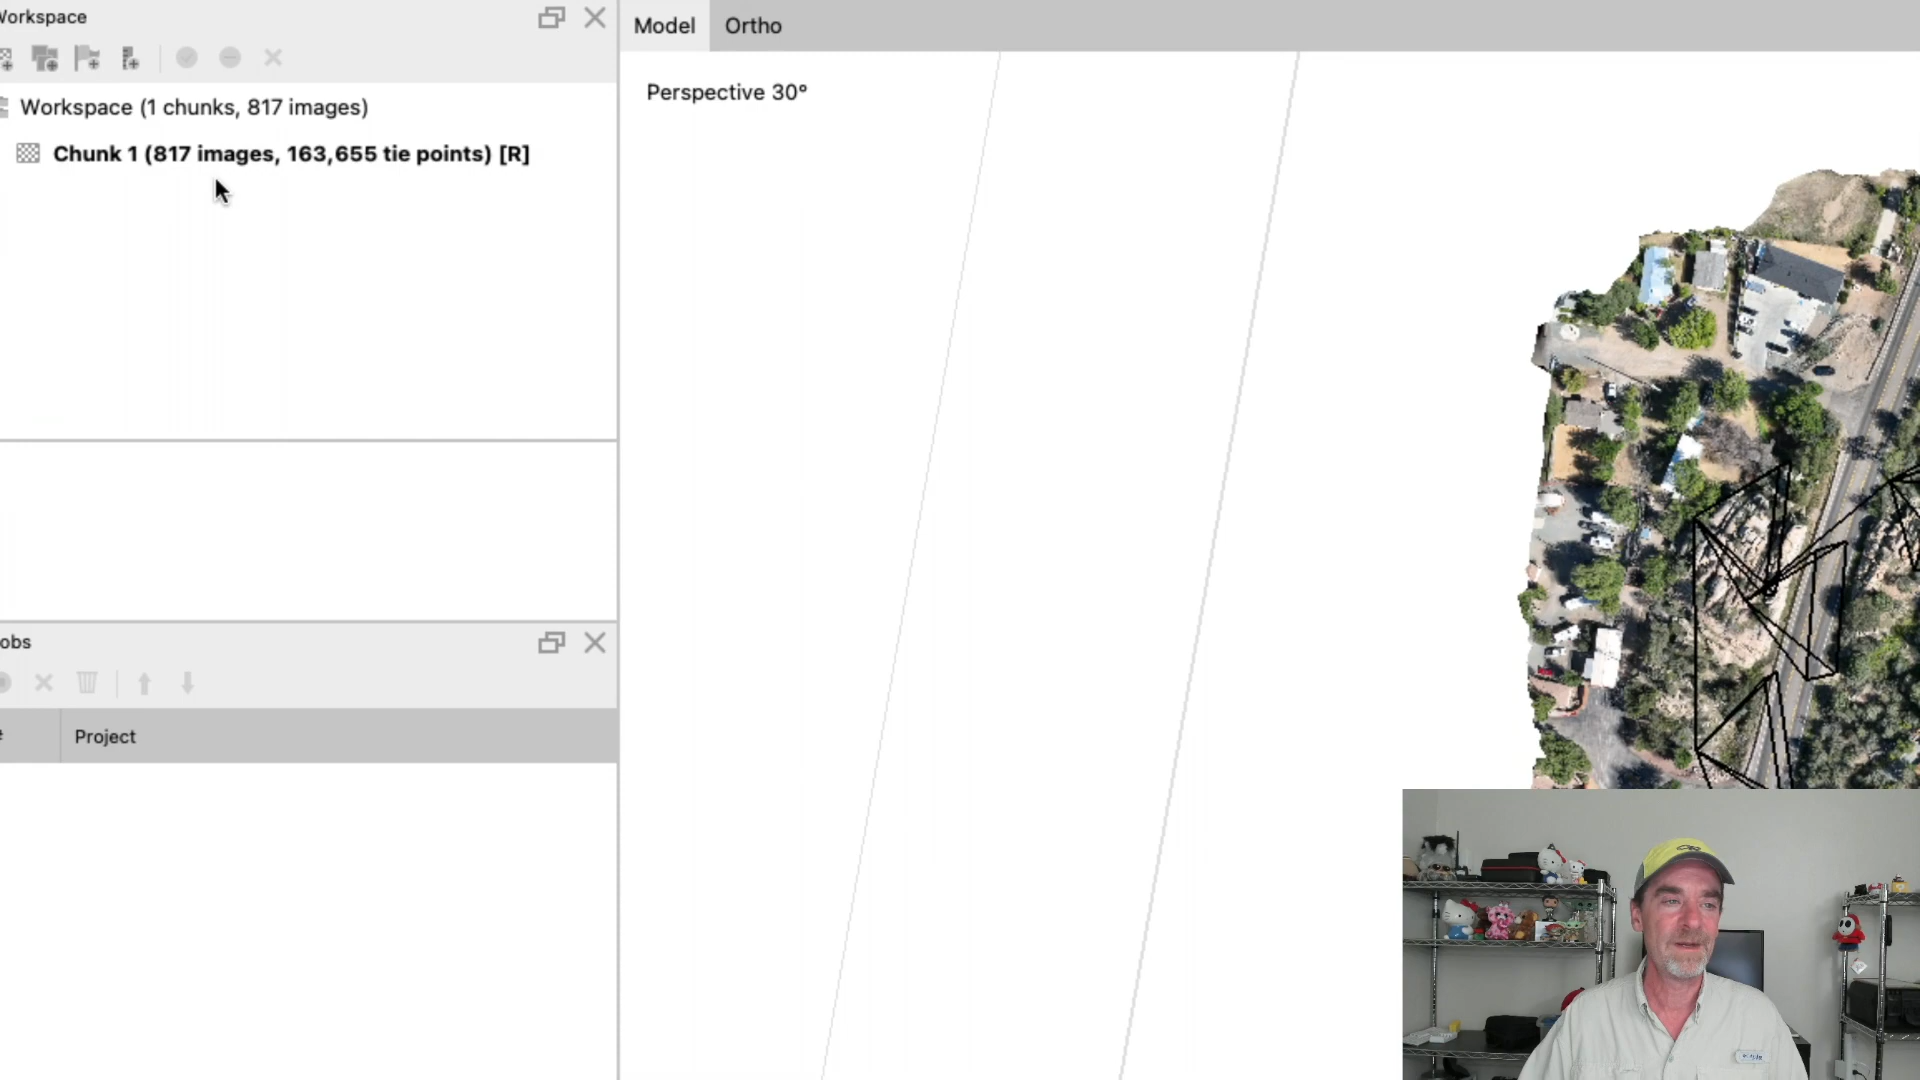 Workspace
Model
Ortho
Workspace (1 chunks, 817 images)
Chunk 1 (817 images, 163,655 tie points) [R]
Perspective 30°
obs
Project